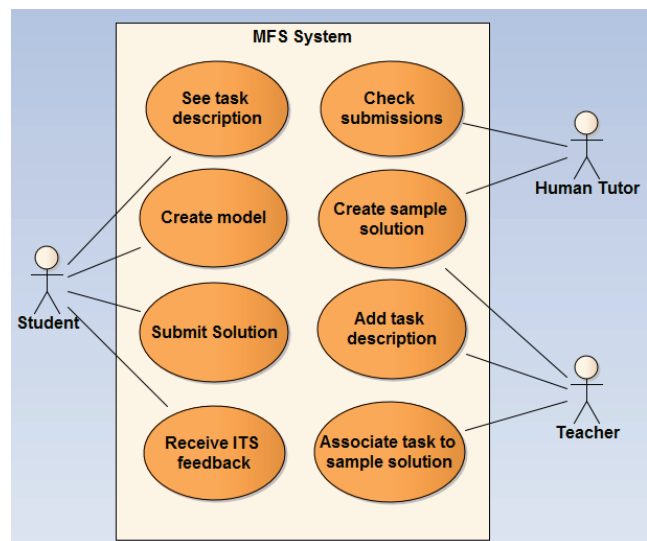 MFS System
See task
description
Check
submissions
Human Tutor
Create model
Create sample
solution
Student
Submit Solution
Add task
description
Teacher
Receive ITS
feedback
Associate task to
sample solution